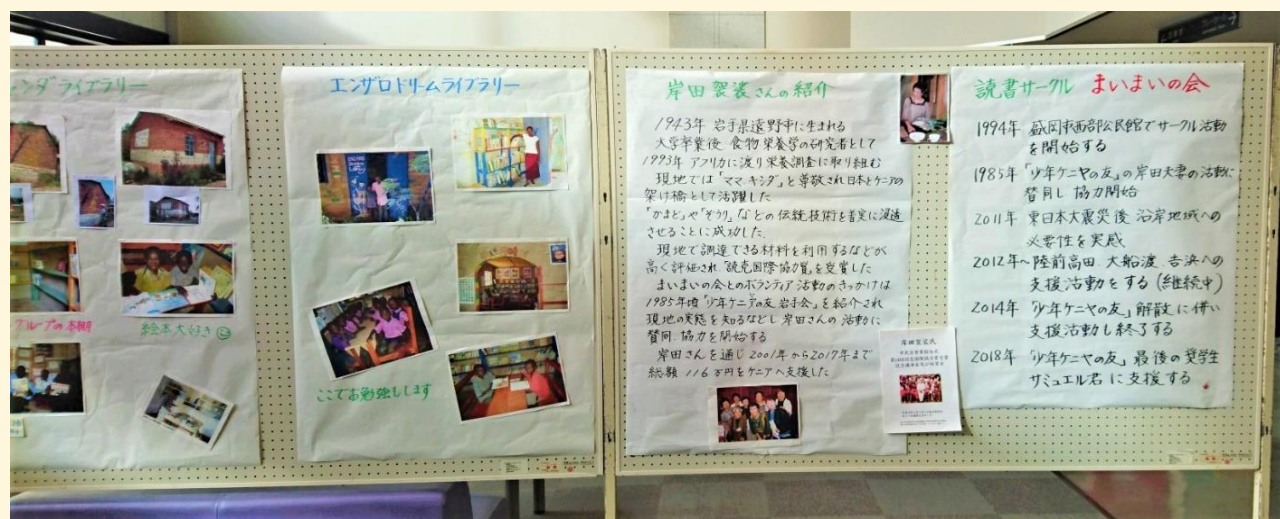 ンダライブラリー
グループの本棚
絵本大好き
エンザロドリームライブラリー
ここでお勉強します
岸田袈裟さんの紹介
1943年 岩手県遠野市に生まれる
大学卒業後 食物栄養学の研究者として
1993年 アフリカに渡り栄養調査に取り組む
現地では「ママ、キシダ」と尊敬され日本とケニアの
架け橋として活躍した
「かまど」や「ぞうり」などの伝統技術を着実に浸透
させることに成功した
現地で調達できる材料を利用するなどが
高く評価され「読売国際協力賞」を受賞した
まいまいの会とのボランティア活動のきっかけは
1985年頃「少年ケニアの友 岩手会」を紹介され
現地の実態を知るなどし 岸田さんの活動に
賛同 協力を開始する
岸田さんを通じ 2001年から2017年まで
総額 116万円をケニアへ支援した
岸田袈裟氏
読書サークル まいまいの会
1994年 盛岡市西部公民館でサークル活動
を開始する
1985年 「少年ケニヤの友」の岸田夫妻の活動に
賛同し 協力開始
2011年 東日本大震災後 沿岸地域への
必要性を実感
2012年~陸前高田、大船渡、吉浜への
支援活動をする(継続中)
2014年 「少年ケニヤの友」解散に伴い
支援活動も終了する
2018年 「少年ケニヤの友」最後の奨学生
サミュエル君に支援する